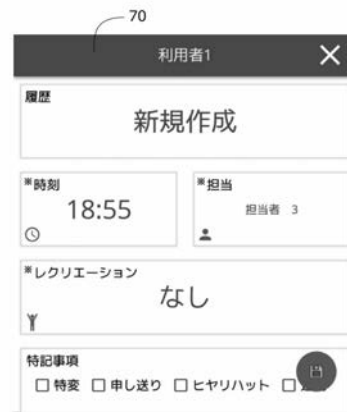 70
利用者1
履歴
新規作成
※時刻
※担当
18:55
担当者 3
※レクリエーション
なし
特記事項
特変 申し送り ヒヤリハット